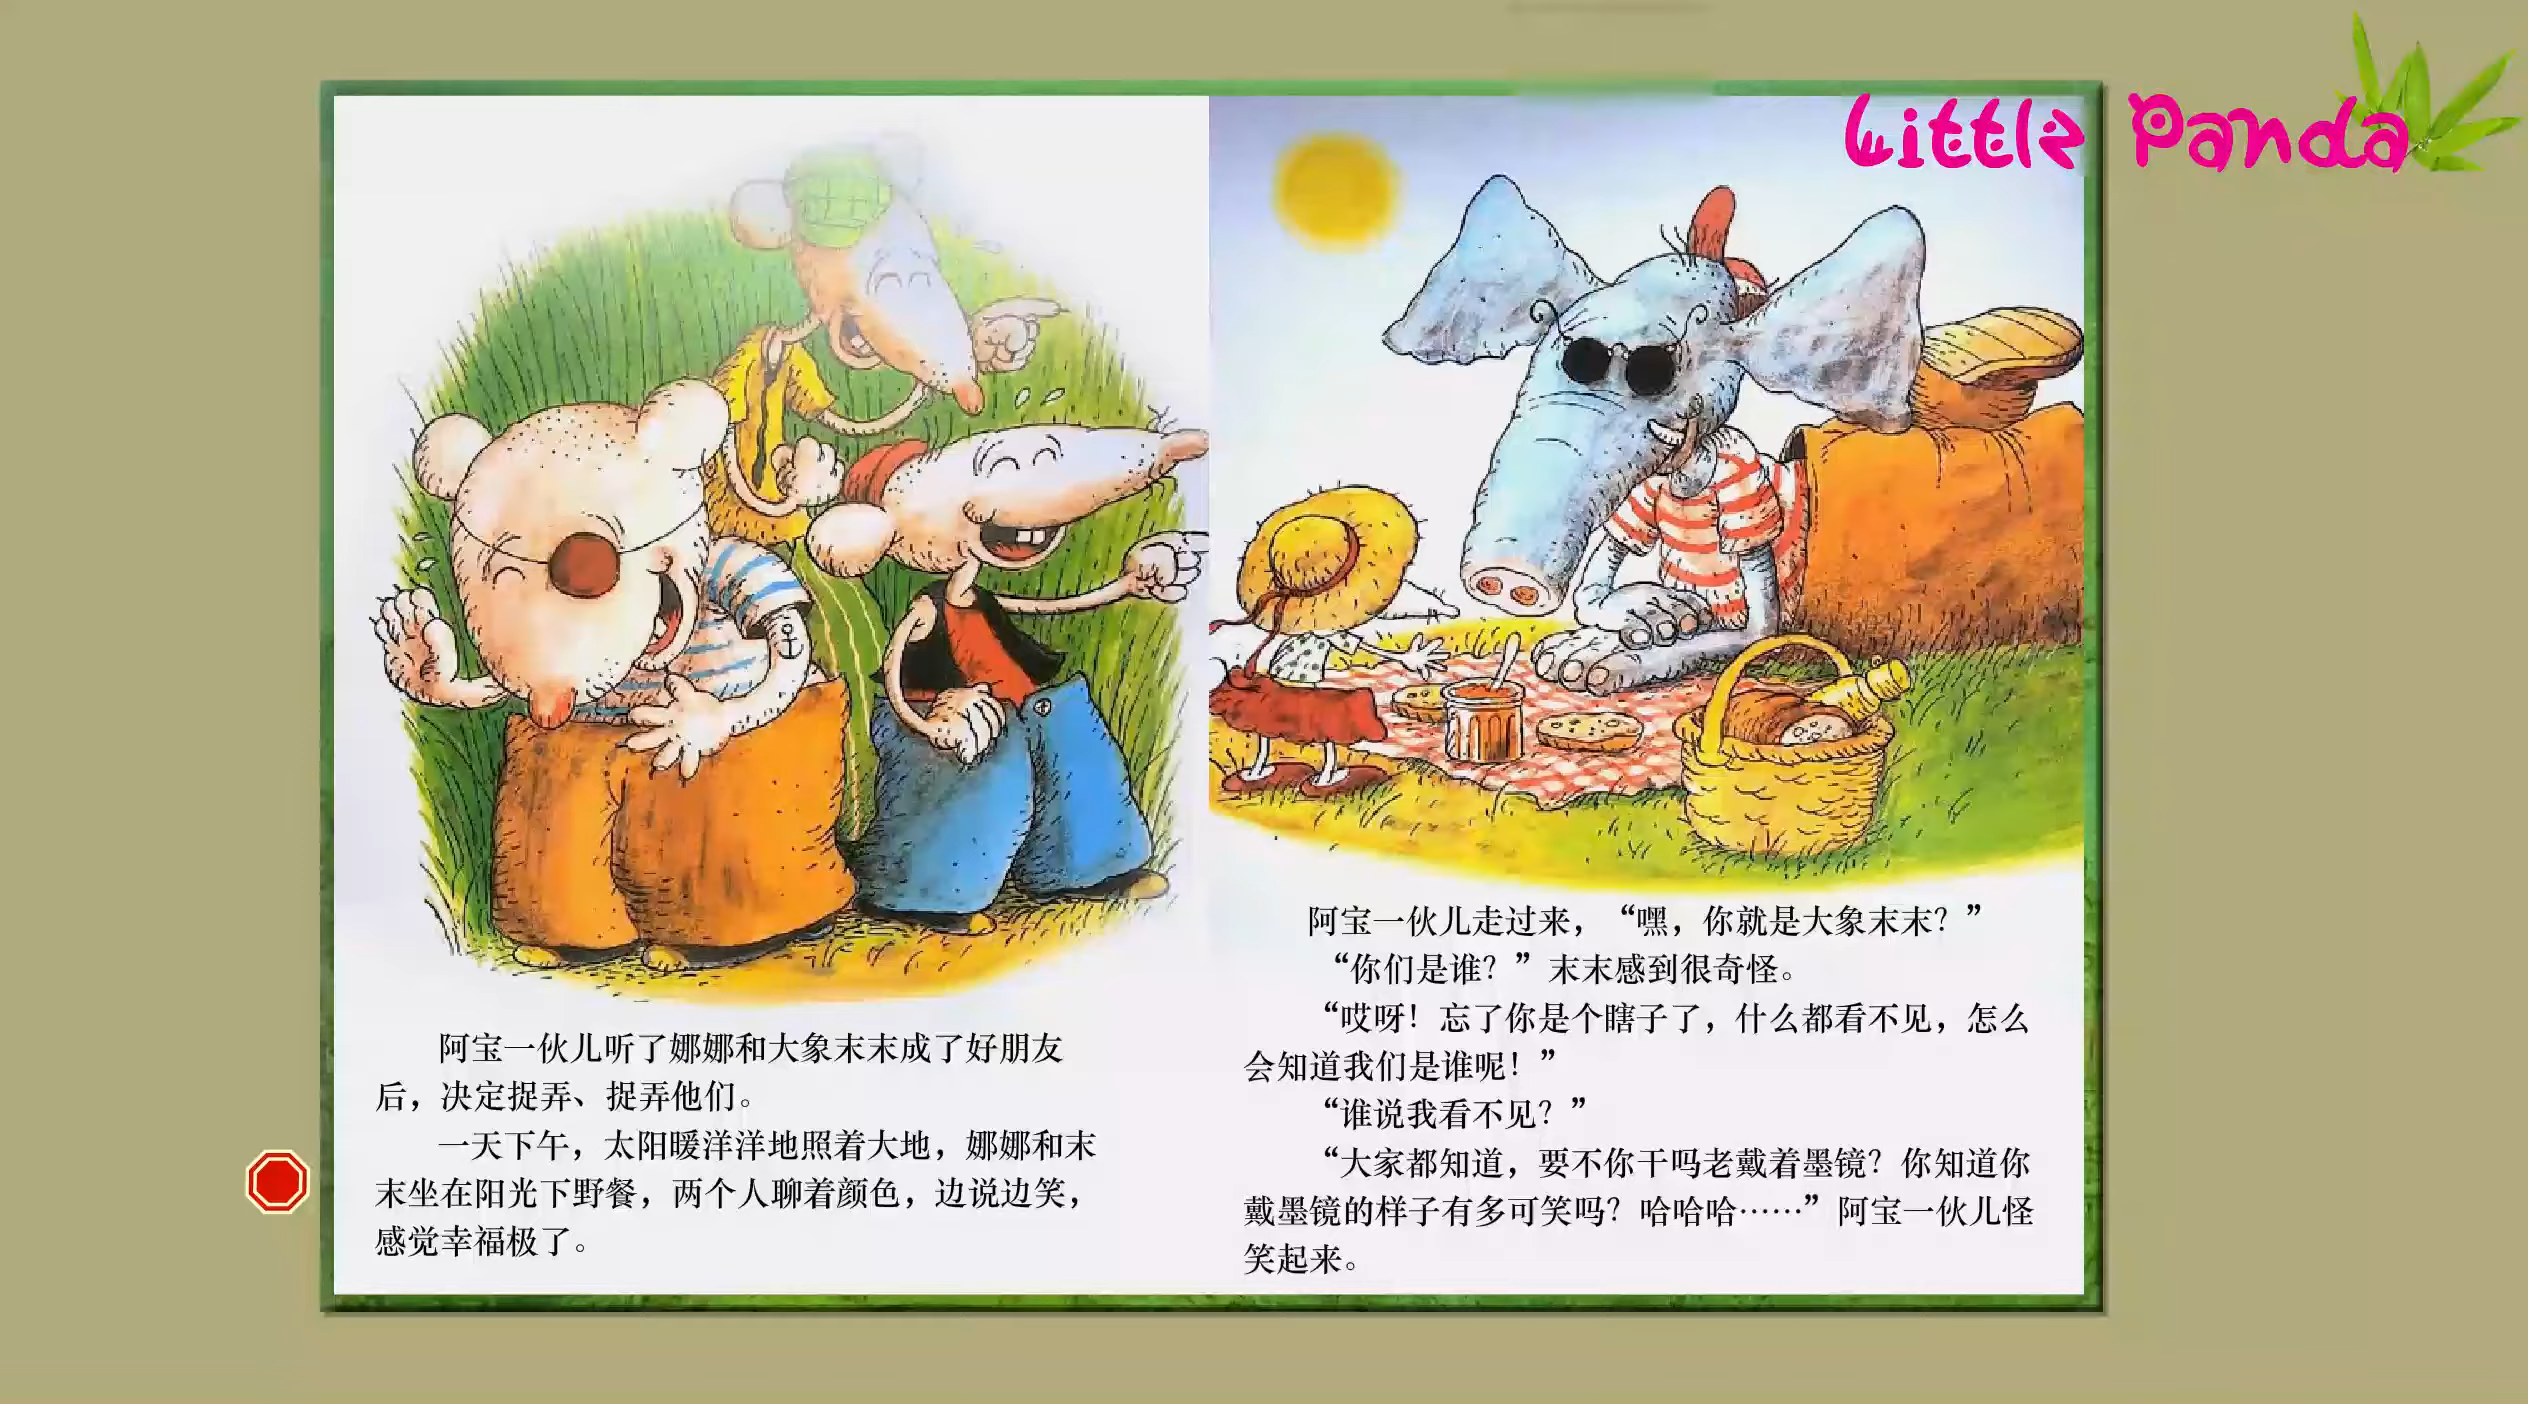 Little Panda
阿宝一伙儿听了娜娜和大象末末成了好朋友
后，决定捉弄、捉弄他们。
一天下午，太阳暖洋洋地照着大地，娜娜和末
末坐在阳光下野餐，两个人聊着颜色，边说边笑，
感觉幸福极了。
阿宝一伙儿走过来，“嘿，你就是大象末末？”
“你们是谁？”末末感到很奇怪。
“哎呀！忘了你是个瞎子了，什么都看不见，怎么
会知道我们是谁呢！”
“谁说我看不见？”
“大家都知道，要不你干吗老戴着墨镜？你知道你
戴墨镜的样子有多可笑吗？哈哈哈……”阿宝一伙儿怪
笑起来。